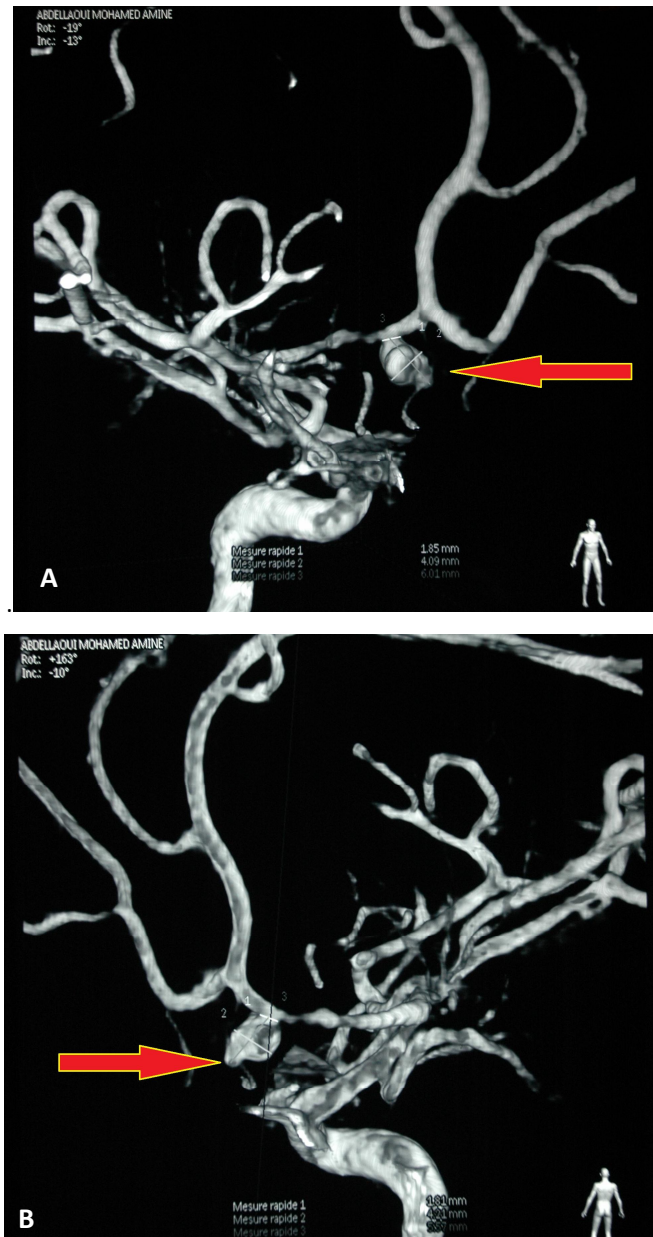 ABDELLAOUI MOHAMED AMINE
Rot: -19°
Inc.: -13°
3
1
2
Mesure rapide 1 1.85 mm
Mesure rapide 2 4.09 mm
Mesure rapide 3 6.01 mm
A
ABDELLAOUI MOHAMED AMINE
Rot: +163°
Inc.: -10°
1
3
2
Mesure rapide 1 1.81 mm
Mesure rapide 2
Mesure rapide 3
B